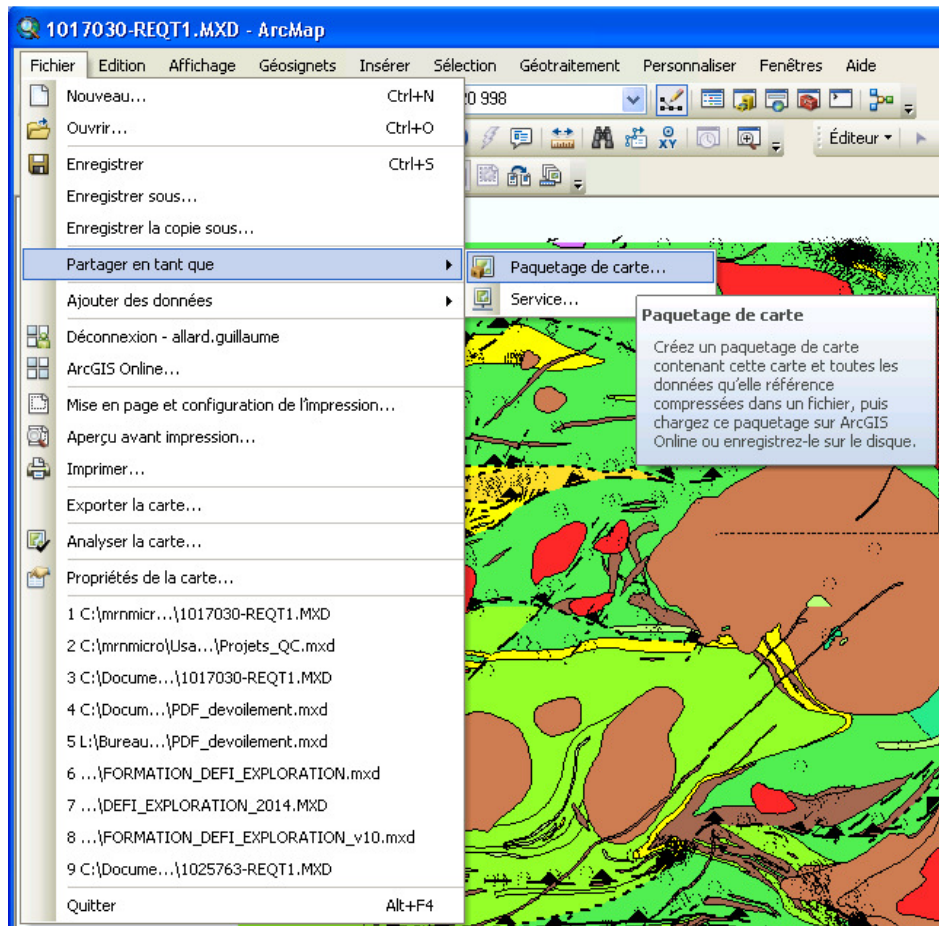 1017030-REQT1.MXD - ArcMap
Fichier Edition Affichage Géosignets Insérer Sélection Géotraitement Personnaliser Fenêtres Aide
Nouveau... Ctrl+N
998
Ouvrir... Ctrl+O
XY
Éditeur
Enregistrer Ctrl+S
Enregistrer sous...
Enregistrer la copie sous...
Partager en tant que
Paquetage de carte...
Ajouter des données
Service...
Paquetage de carte
Créez un paquetage de carte
contenant cette carte et toutes les
données qu'elle référence
compressées dans un fichier, puis
chargez ce paquetage sur ArcGIS
Online ou enregistrez-le sur le disque.
Déconnexion - allard.guillaume
ArcGIS Online...
Mise en page et configuration de l'impression...
Aperçu avant impression...
Imprimer...
Exporter la carte...
Analyser la carte...
Propriétés de la carte...
1 C:\mrnmicr...\1017030-REQT1.MXD
2 C:\mrnmicro\Usa...\Projets_QC.mxd
3 C:\Docume...\1017030-REQT1.MXD
4 C:\Docum...\PDF_devoilement.mxd
5 L:\Bureau...\PDF_devoilement.mxd
6 ...\FORMATION_DEFI_EXPLORATION.mxd
7 ...\DEFI_EXPLORATION_2014.MXD
8 ...\FORMATION_DEFI_EXPLORATION_v10.mxd
9 C:\Docume...\1025763-REQT1.MXD
Quitter Alt+F4